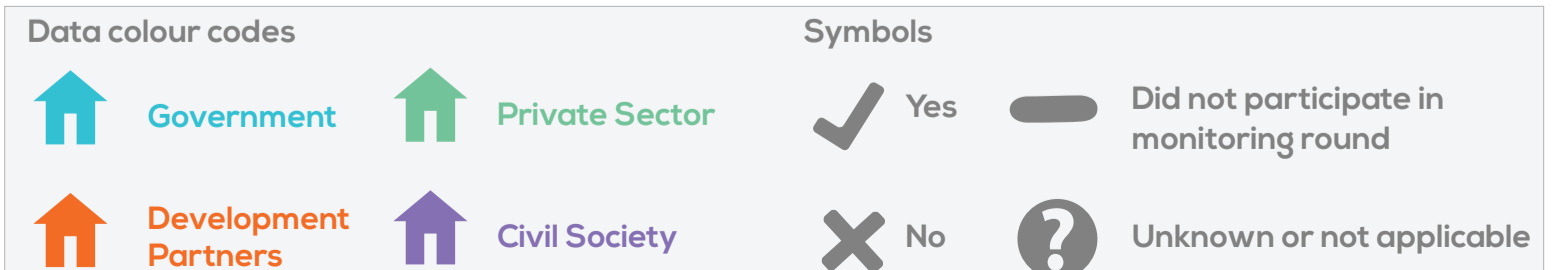 Data colour codes
Government
Private Sector
Development
Partners
Civil Society
Symbols
Yes
Did not participate in
monitoring round
No
?
Unknown or not applicable